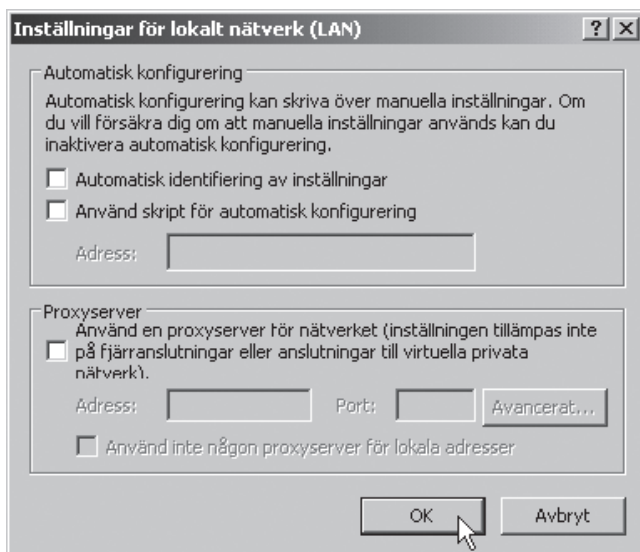 Inställningar för lokalt nätverk (LAN)
Automatisk konfigurering
Automatisk konfigurering kan skriva över manuella inställningar. Om
du vill försäkra dig om att manuella inställningar används kan du
inaktivera automatisk konfigurering.
Automatisk identifiering av inställningar
Använd skript för automatisk konfigurering
Adress:
Proxyserver
Använd en proxyserver för nätverket (inställningen tillämpas inte
på fjärranslutningar eller anslutningar till virtuella privata
nätverk).
Adress: Port: Avancerat...
Använd inte någon proxyserver för lokala adresser
OK Avbryt